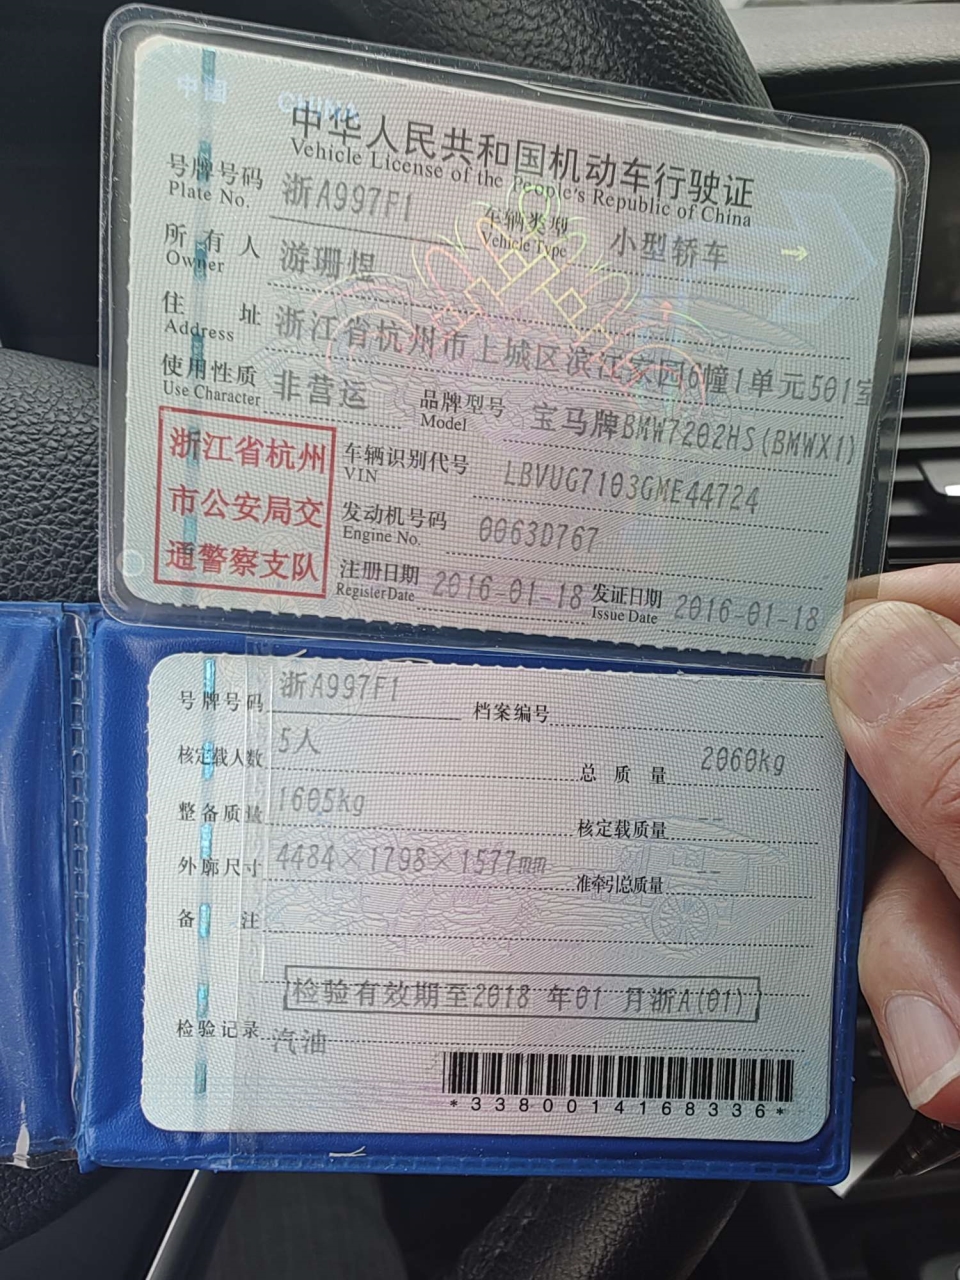 中国 CHINA
中华人民共和国机动车行驶证
Vehicle License of the People's Republic of China
号牌号码 浙A997F1 车辆类型 小型轿车
Plate No. Vehicle Type
所有人 游珊煜
Owner
住址 浙江省杭州市上城区滨江家园6幢1单元501室
Address
使用性质 非营运 品牌型号 宝马牌BMW7202HS(BMWX1)
Use Character Model
浙江省杭州
市公安局交
通警察支队
车辆识别代号 LBVUG7103GME44724
VIN
发动机号码 0063D767
Engine No.
注册日期 2016-01-18 发证日期 2016-01-18
Register Date Issue Date
号牌号码 浙A997F1 档案编号
核定载人数 5人 总质量 2060kg
整备质量 1605kg 核定载质量 --
外廓尺寸 4484×1798×1577mm 准牵引总质量 --
备注
检验有效期至2018 年01 月浙A(01)
检验记录 汽油
*3380014168336*